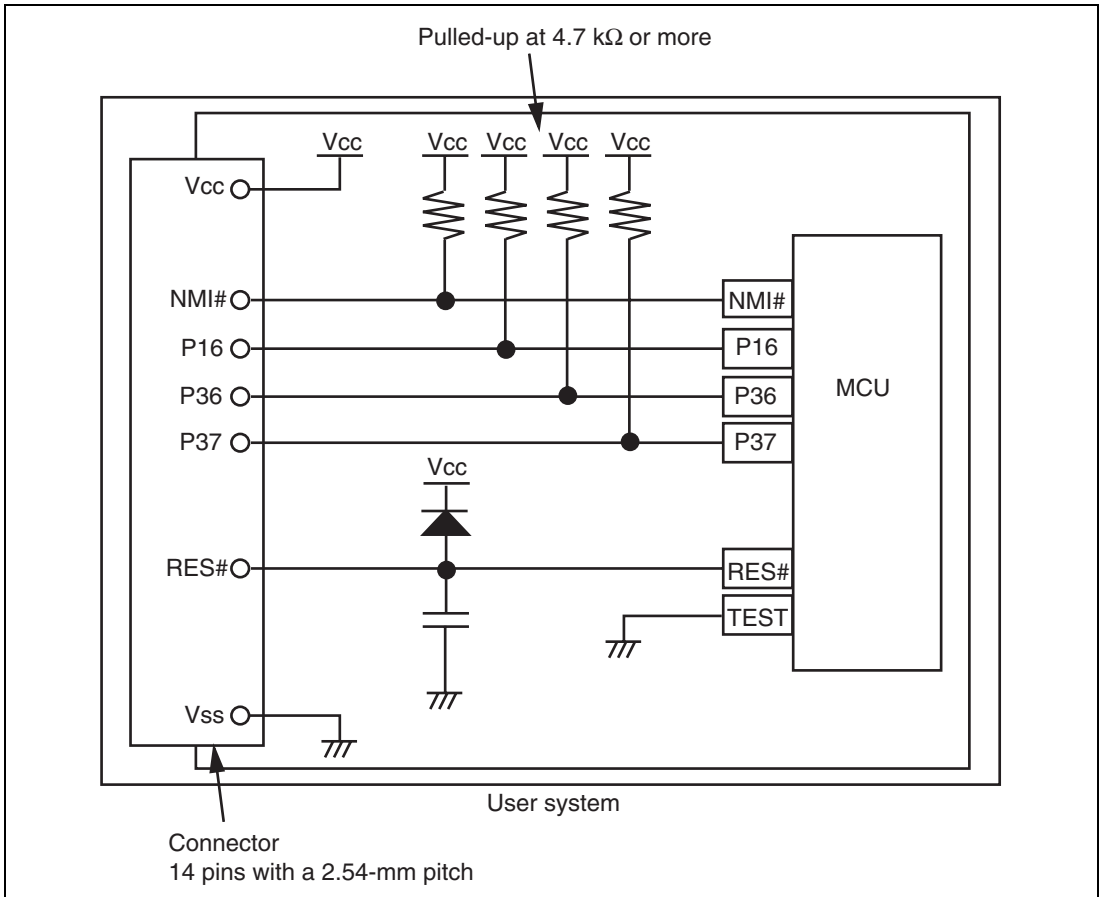 Pulled-up at 4.7 kΩ or more
Vcc
Vcc
Vcc
Vcc
Vcc
Vcc
NMI#
NMI#
P16
P16
P36
P36
MCU
P37
P37
Vcc
RES#
RES#
TEST
Vss
User system
Connector
14 pins with a 2.54-mm pitch